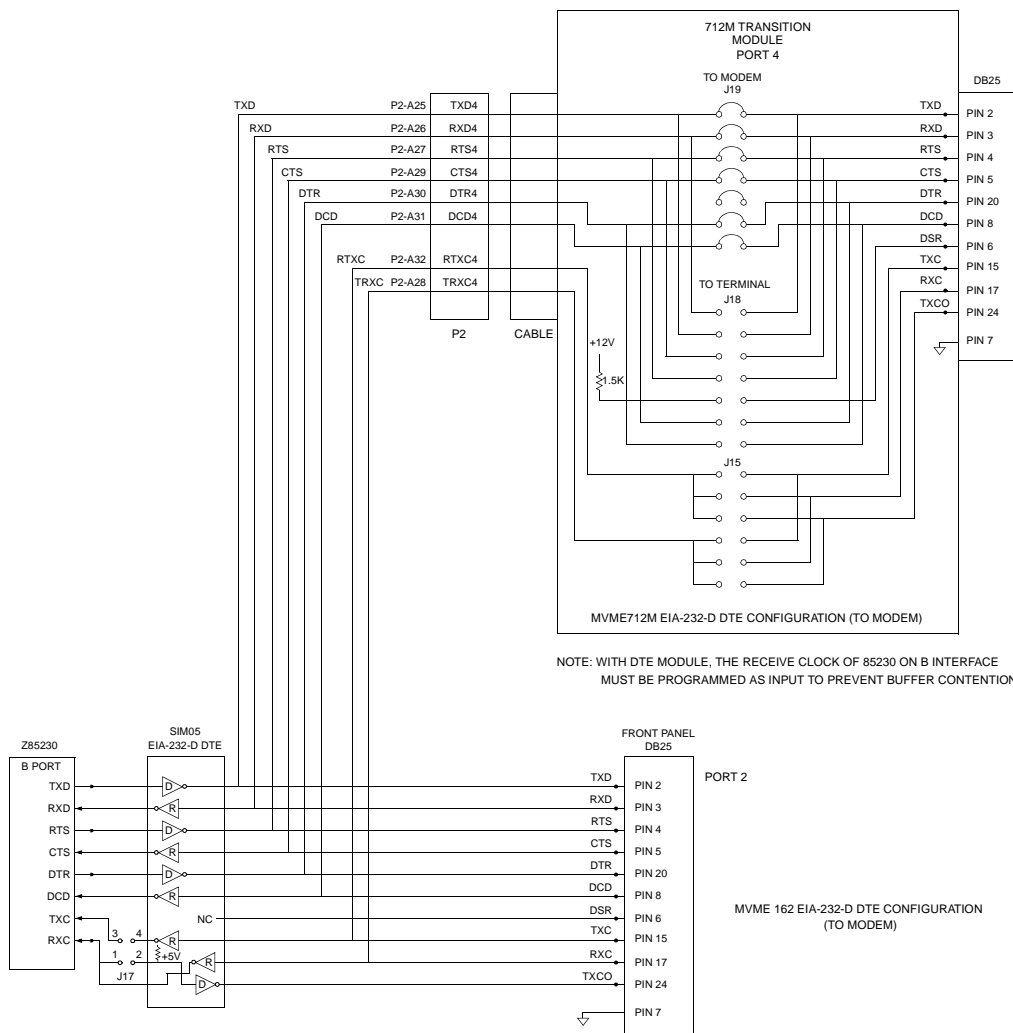 712M TRANSITION
MODULE
PORT 4
TO MODEM
J19
DB25
TXD P2-A25 TXD4 TXD PIN 2
RXD P2-A26 RXD4 RXD PIN 3
RTS P2-A27 RTS4 RTS PIN 4
CTS P2-A29 CTS4 CTS PIN 5
DTR P2-A30 DTR4 DTR PIN 20
DCD P2-A31 DCD4 DCD PIN 8
DSR PIN 6
RTXC P2-A32 RTXC4 TXC PIN 15
TRXC P2-A28 TRXC4 RXC PIN 17
TXCO PIN 24
TO TERMINAL
J18
P2
CABLE
+12V
PIN 7
1.5K
J15
MVME712M EIA-232-D DTE CONFIGURATION (TO MODEM)
NOTE: WITH DTE MODULE, THE RECEIVE CLOCK OF 85230 ON B INTERFACE
MUST BE PROGRAMMED AS INPUT TO PREVENT BUFFER CONTENTION
Z85230
SIM05
EIA-232-D DTE
FRONT PANEL
DB25
B PORT
PORT 2
TXD D TXD PIN 2
RXD R RXD PIN 3
RTS D RTS PIN 4
CTS R CTS PIN 5
DTR D DTR PIN 20
DCD R DCD PIN 8
TXC NC DSR PIN 6
RXC 3 4 R TXC PIN 15
1 2 +5V R RXC PIN 17
J17 D TXCO PIN 24
PIN 7
MVME 162 EIA-232-D DTE CONFIGURATION
(TO MODEM)